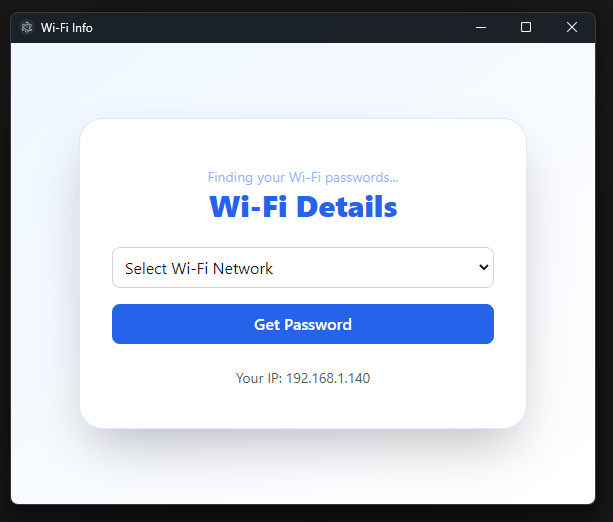 Wi-Fi Info
Finding your Wi-Fi passwords...
Wi-Fi Details
Select Wi-Fi Network
Get Password
Your IP: 192.168.1.140